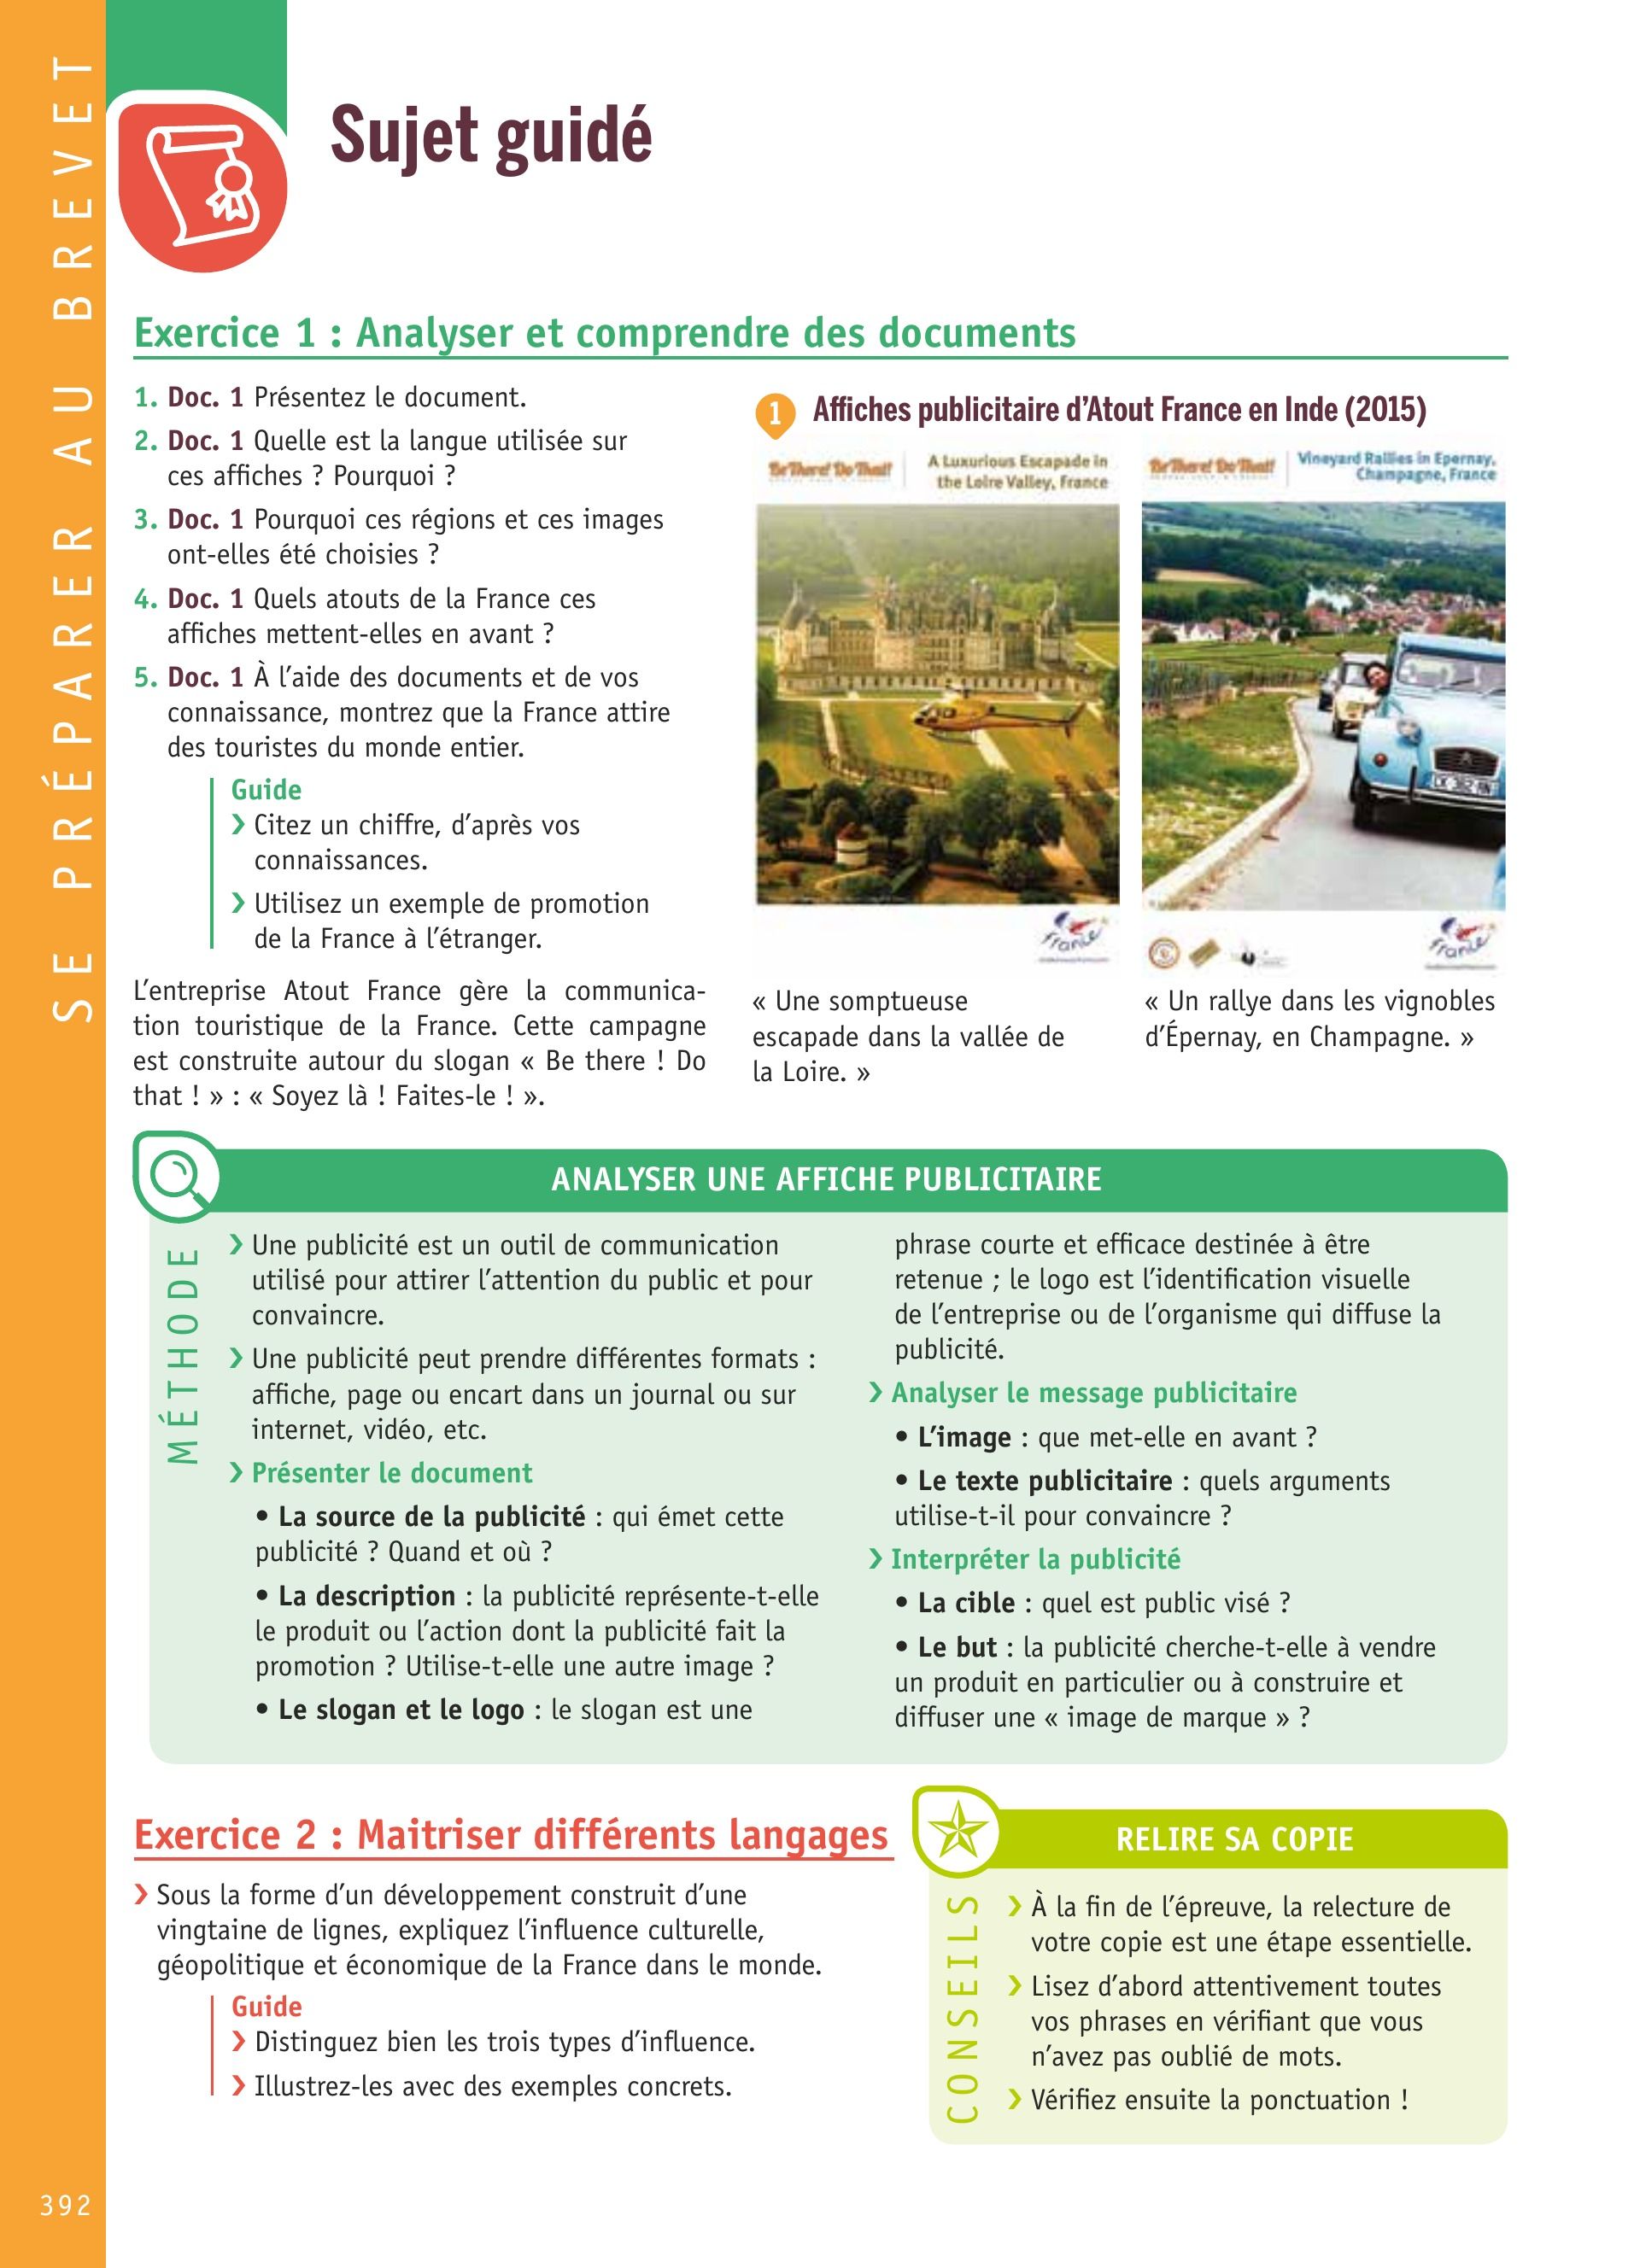 SE PRÉPARER AU BREVET
Sujet guidé
Exercice 1 : Analyser et comprendre des documents
1. Doc. 1 Présentez le document.
2. Doc. 1 Quelle est la langue utilisée sur
ces affiches ? Pourquoi ?
3. Doc. 1 Pourquoi ces régions et ces images
ont-elles été choisies ?
4. Doc. 1 Quels atouts de la France ces
affiches mettent-elles en avant ?
5. Doc. 1 À l’aide des documents et de vos
connaissance, montrez que la France attire
des touristes du monde entier.
Guide
❯ Citez un chiffre, d’après vos
connaissances.
❯ Utilisez un exemple de promotion
de la France à l’étranger.
L’entreprise Atout France gère la communica-
tion touristique de la France. Cette campagne
est construite autour du slogan « Be there ! Do
that ! » : « Soyez là ! Faites-le ! ».
1 Affiches publicitaire d’Atout France en Inde (2015)
Be There! Do That!
A Luxurious Escapade in
the Loire Valley, France
France
« Une somptueuse
escapade dans la vallée de
la Loire. »
Be There! Do That!
Vineyard Rallies in Epernay,
Champagne, France
France
« Un rallye dans les vignobles
d’Épernay, en Champagne. »
ANALYSER UNE AFFICHE PUBLICITAIRE
MÉTHODE
❯ Une publicité est un outil de communication
utilisé pour attirer l’attention du public et pour
convaincre.
❯ Une publicité peut prendre différentes formats :
affiche, page ou encart dans un journal ou sur
internet, vidéo, etc.
❯ Présenter le document
• La source de la publicité : qui émet cette
publicité ? Quand et où ?
• La description : la publicité représente-t-elle
le produit ou l’action dont la publicité fait la
promotion ? Utilise-t-elle une autre image ?
• Le slogan et le logo : le slogan est une
phrase courte et efficace destinée à être
retenue ; le logo est l’identification visuelle
de l’entreprise ou de l’organisme qui diffuse la
publicité.
❯ Analyser le message publicitaire
• L’image : que met-elle en avant ?
• Le texte publicitaire : quels arguments
utilise-t-il pour convaincre ?
❯ Interpréter la publicité
• La cible : quel est public visé ?
• Le but : la publicité cherche-t-elle à vendre
un produit en particulier ou à construire et
diffuser une « image de marque » ?
Exercice 2 : Maitriser différents langages
❯ Sous la forme d’un développement construit d’une
vingtaine de lignes, expliquez l’influence culturelle,
géopolitique et économique de la France dans le monde.
Guide
❯ Distinguez bien les trois types d’influence.
❯ Illustrez-les avec des exemples concrets.
RELIRE SA COPIE
CONSEILS
❯ À la fin de l’épreuve, la relecture de
votre copie est une étape essentielle.
❯ Lisez d’abord attentivement toutes
vos phrases en vérifiant que vous
n’avez pas oublié de mots.
❯ Vérifiez ensuite la ponctuation !
392